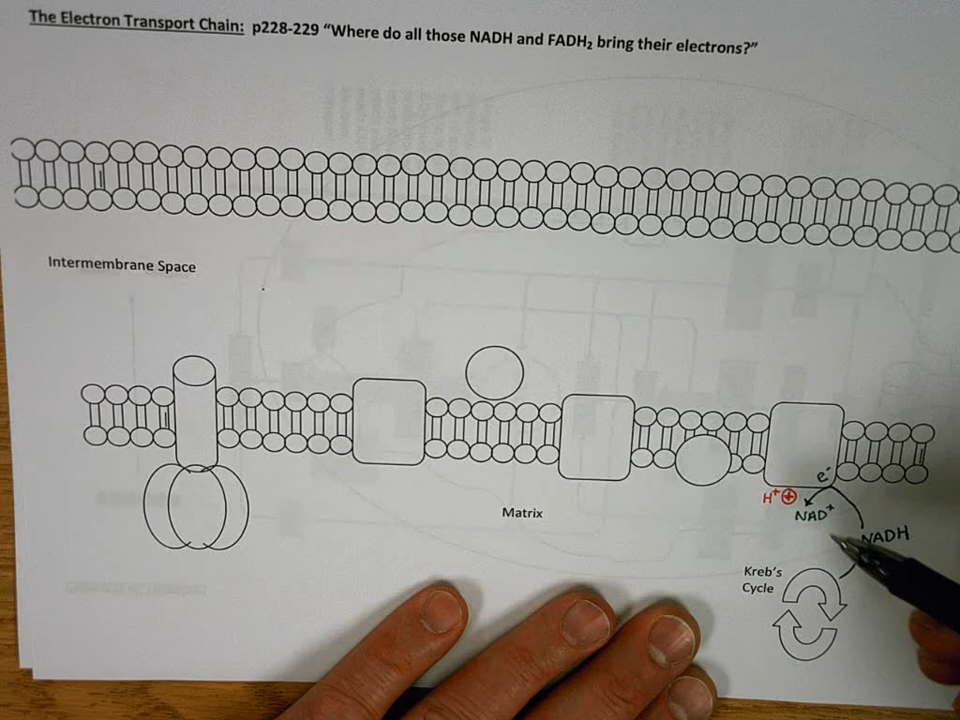 The Electron Transport Chain: p228-229 “Where do all those NADH and FADH₂ bring their electrons?”
Intermembrane Space
e⁻
H⁺ ⊕
NAD⁺
Matrix
NADH
Kreb’s
Cycle